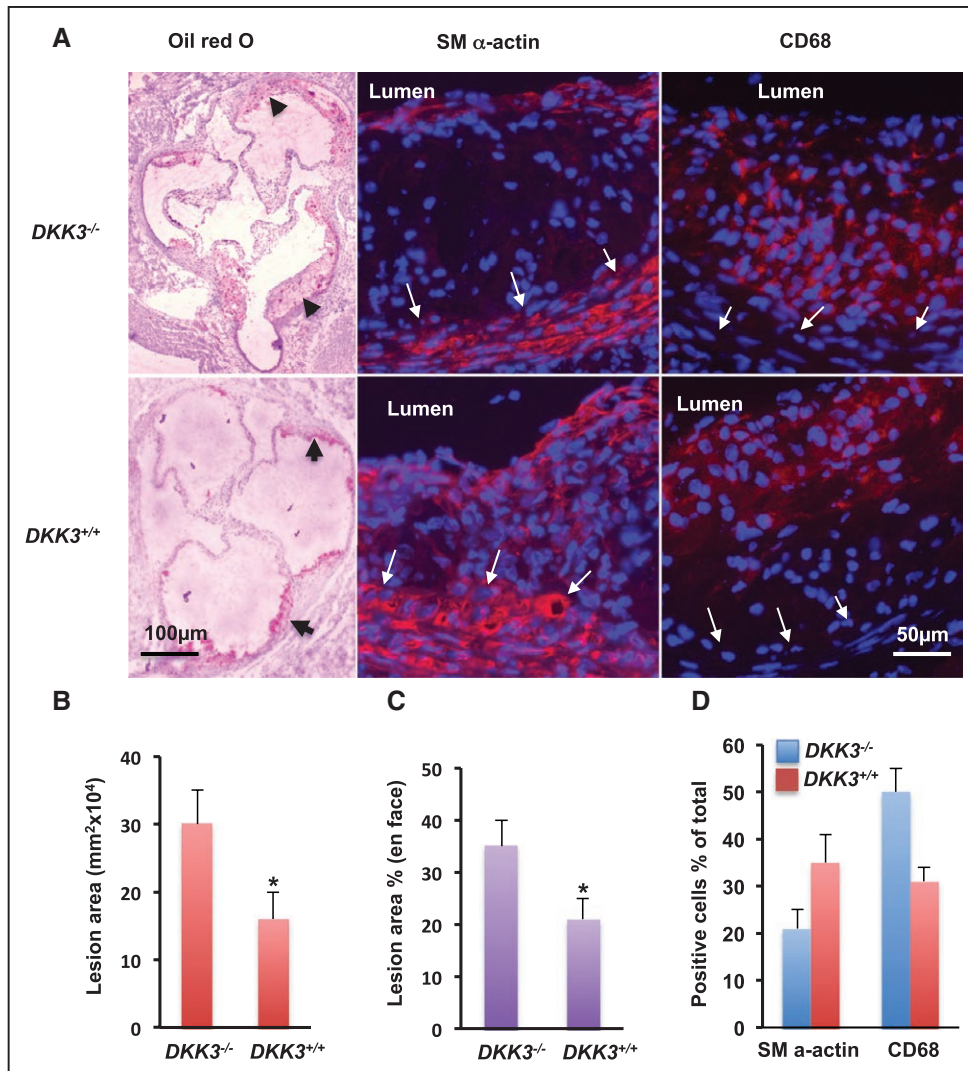 A
Oil red O
SM α-actin
CD68
DKK3-/-
Lumen
Lumen
DKK3+/+
100µm
Lumen
Lumen
50µm
B
Lesion area (mm²x10⁴)
40
30
20
10
0
*
DKK3-/-
DKK3+/+
C
Lesion area % (en face)
50
40
30
20
10
0
*
DKK3-/-
DKK3+/+
D
Positive cells % of total
60
50
40
30
20
10
0
DKK3-/-
DKK3+/+
SM a-actin
CD68